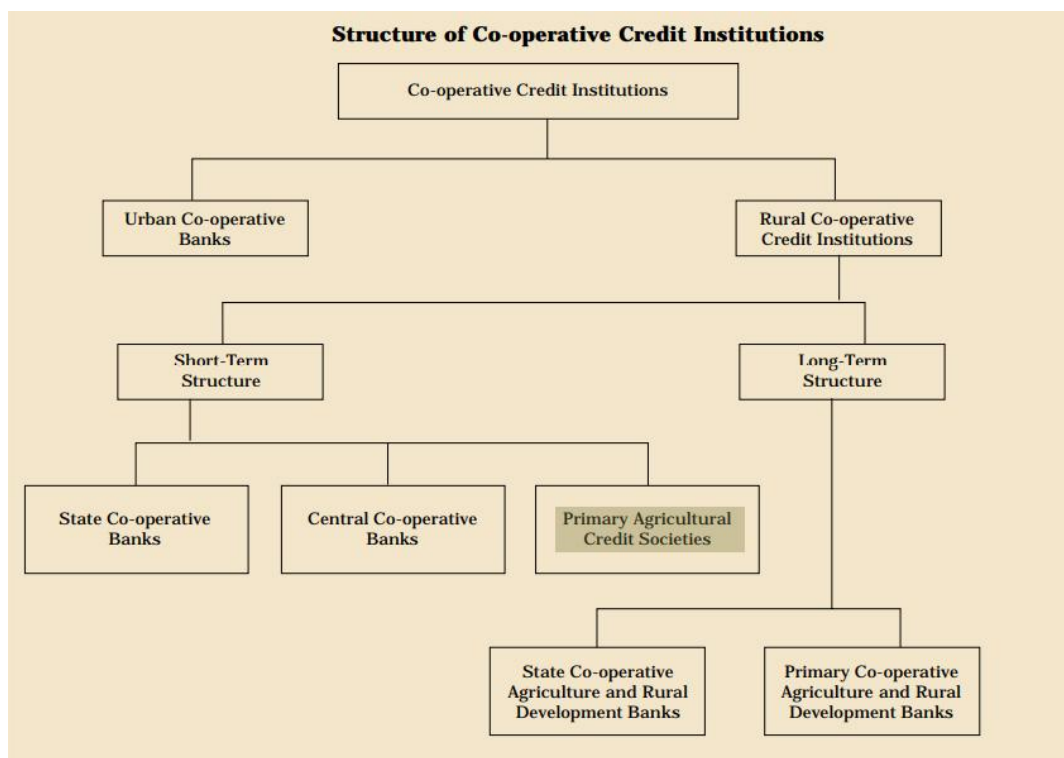 Structure of Co-operative Credit Institutions
Co-operative Credit Institutions
Urban Co-operative
Banks
Rural Co-operative
Credit Institutions
Short-Term
Structure
Long-Term
Structure
State Co-operative
Banks
Central Co-operative
Banks
Primary Agricultural
Credit Societies
State Co-operative
Agriculture and Rural
Development Banks
Primary Co-operative
Agriculture and Rural
Development Banks